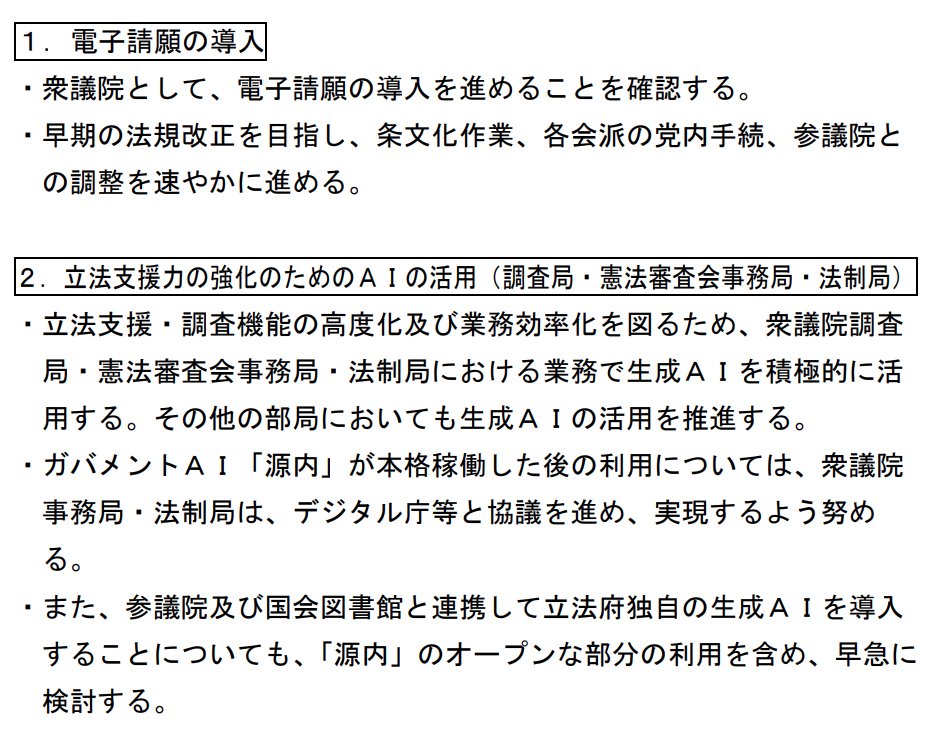 １．電子請願の導入
・衆議院として、電子請願の導入を進めることを確認する。
・早期の法規改正を目指し、条文化作業、各会派の党内手続、参議院と
の調整を速やかに進める。
２．立法支援力の強化のためのＡＩの活用（調査局・憲法審査会事務局・法制局）
・立法支援・調査機能の高度化及び業務効率化を図るため、衆議院調査
局・憲法審査会事務局・法制局における業務で生成ＡＩを積極的に活
用する。その他の部局においても生成ＡＩの活用を推進する。
・ガバメントＡＩ「源内」が本格稼働した後の利用については、衆議院
事務局・法制局は、デジタル庁等と協議を進め、実現するよう努め
る。
・また、参議院及び国会図書館と連携して立法府独自の生成ＡＩを導入
することについても、「源内」のオープンな部分の利用を含め、早急に
検討する。